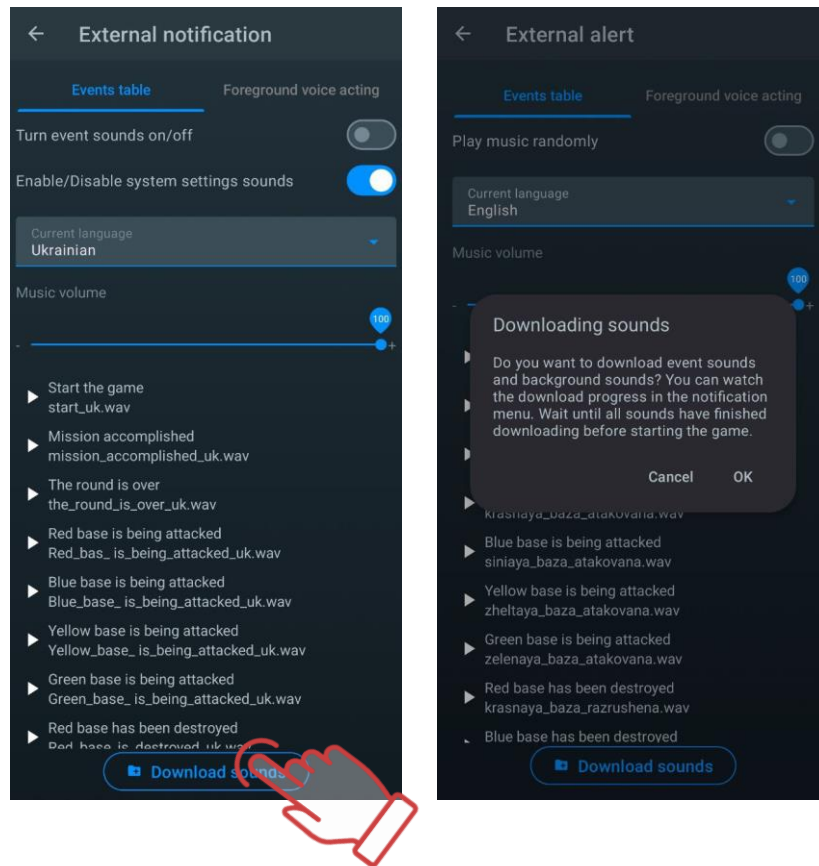 External notification
Events table
Foreground voice acting
Turn event sounds on/off
Enable/Disable system settings sounds
Current language
Ukrainian
Music volume
100
- +
Start the game
start_uk.wav
Mission accomplished
mission_accomplished_uk.wav
The round is over
the_round_is_over_uk.wav
Red base is being attacked
Red_bas_ is_being_attacked_uk.wav
Blue base is being attacked
Blue_base_ is_being_attacked_uk.wav
Yellow base is being attacked
Yellow_base_ is_being_attacked_uk.wav
Green base is being attacked
Green_base_ is_being_attacked_uk.wav
Red base has been destroyed
Red_base_is_destroyed_uk.wav
Download sounds
External alert
Events table
Foreground voice acting
Play music randomly
Current language
English
Music volume
100
- +
Downloading sounds
Do you want to download event sounds
and background sounds? You can watch
the download progress in the notification
menu. Wait until all sounds have finished
downloading before starting the game.
Cancel OK
krasnaya_baza_atakovana.wav
Blue base is being attacked
siniaya_baza_atakovana.wav
Yellow base is being attacked
zheltaya_baza_atakovana.wav
Green base is being attacked
zelenaya_baza_atakovana.wav
Red base has been destroyed
krasnaya_baza_razrushena.wav
Blue base has been destroyed
Download sounds